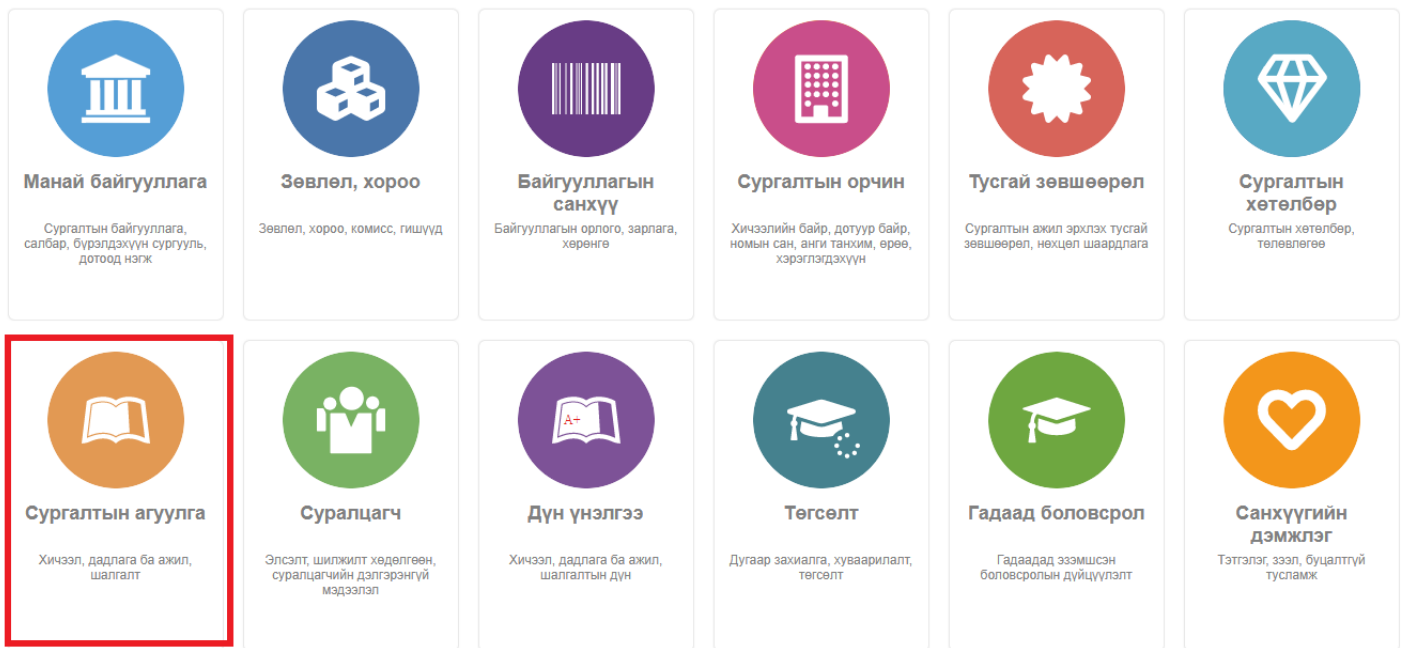 Манай байгууллага
Сургалтын байгууллага,
салбар, бүрэлдэхүүн сургууль,
дотоод нэгж
Зөвлөл, хороо
Зөвлөл, хороо, комисс, гишүүд
Байгууллагын
санхүү
Байгууллагын орлого, зарлага,
хөрөнгө
Сургалтын орчин
Хичээлийн байр, дотуур байр,
номын сан, анги танхим, өрөө,
хэрэглэгдэхүүн
Тусгай зөвшөөрөл
Сургалтын ажил эрхлэх тусгай
зөвшөөрөл, нөхцөл шаардлага
Сургалтын
хөтөлбөр
Сургалтын хөтөлбөр,
төлөвлөгөө
Сургалтын агуулга
Хичээл, дадлага ба ажил,
шалгалт
Суралцагч
Элсэлт, шилжилт хөдөлгөөн,
суралцагчийн дэлгэрэнгүй
мэдээлэл
A+
Дүн үнэлгээ
Хичээл, дадлага ба ажил,
шалгалтын дүн
Төгсөлт
Дугаар захиалга, хуваарилалт,
төгсөлт
Гадаад боловсрол
Гадаадад эзэмшсэн
боловсролын дүйцүүлэлт
Санхүүгийн
дэмжлэг
Тэтгэлэг, зээл, буцалтгүй
тусламж